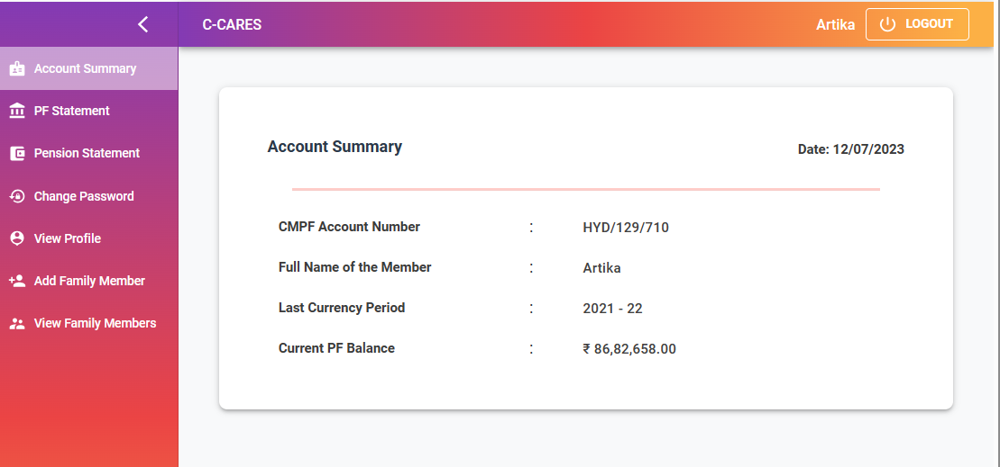 C-CARES
Artika
LOGOUT
Account Summary
PF Statement
Pension Statement
Change Password
View Profile
Add Family Member
View Family Members
Account Summary
Date: 12/07/2023
CMPF Account Number : HYD/129/710
Full Name of the Member : Artika
Last Currency Period : 2021 - 22
Current PF Balance : ₹ 86,82,658.00